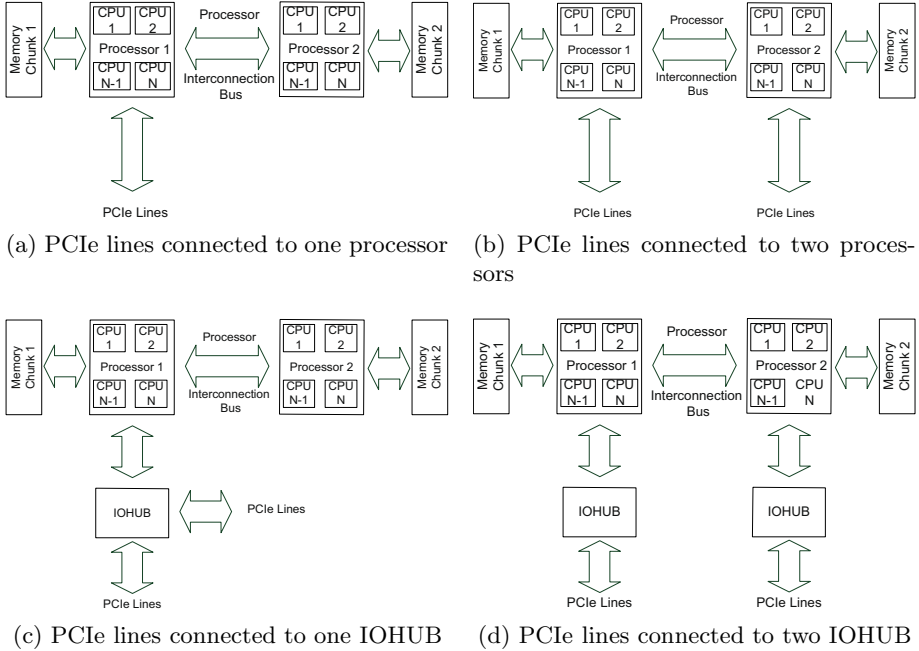 Memory
Chunk 1
CPU
1
CPU
2
Processor 1
CPU
N-1
CPU
N
Processor
Interconnection
Bus
CPU
1
CPU
2
Processor 2
CPU
N-1
CPU
N
Memory
Chunk 2
PCIe Lines
(a) PCIe lines connected to one processor
Memory
Chunk 1
CPU
1
CPU
2
Processor 1
CPU
N-1
CPU
N
Processor
Interconnection
Bus
CPU
1
CPU
2
Processor 2
CPU
N-1
CPU
N
Memory
Chunk 2
PCIe Lines
PCIe Lines
(b) PCIe lines connected to two proces-
sors
Memory
Chunk 1
CPU
1
CPU
2
Processor 1
CPU
N-1
CPU
N
Processor
Interconnection
Bus
CPU
1
CPU
2
Processor 2
CPU
N-1
CPU
N
Memory
Chunk 2
IOHUB
PCIe Lines
PCIe Lines
(c) PCIe lines connected to one IOHUB
Memory
Chunk 1
CPU
1
CPU
2
Processor 1
CPU
N-1
CPU
N
Processor
Interconnection
Bus
CPU
1
CPU
2
Processor 2
CPU
N-1
CPU
N
Memory
Chunk 2
IOHUB
IOHUB
PCIe Lines
PCIe Lines
(d) PCIe lines connected to two IOHUB